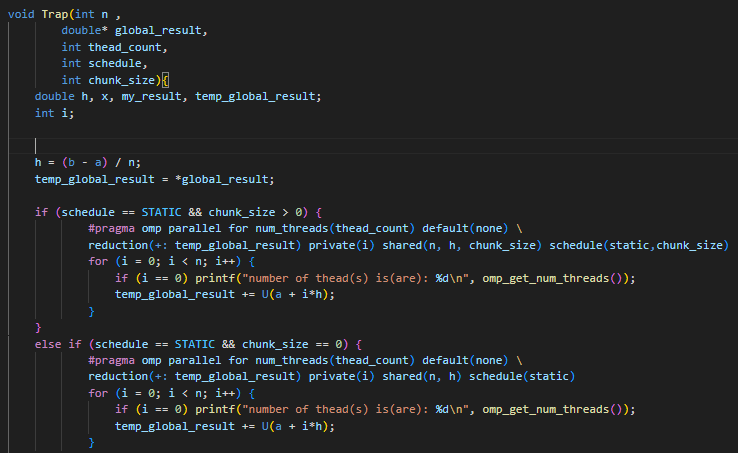 void Trap(int n ,
        double* global_result,
        int thead_count,
        int schedule,
        int chunk_size){
    double h, x, my_result, temp_global_result;
    int i;
    h = (b - a) / n;
    temp_global_result = *global_result;
    if (schedule == STATIC && chunk_size > 0) {
            #pragma omp parallel for num_threads(thead_count) default(none) \
            reduction(+: temp_global_result) private(i) shared(n, h, chunk_size) schedule(static,chunk_size)
            for (i = 0; i < n; i++) {
                if (i == 0) printf("number of thead(s) is(are): %d\n", omp_get_num_threads());
                temp_global_result += U(a + i*h);
            }
    }
    else if (schedule == STATIC && chunk_size == 0) {
            #pragma omp parallel for num_threads(thead_count) default(none) \
            reduction(+: temp_global_result) private(i) shared(n, h) schedule(static)
            for (i = 0; i < n; i++) {
                if (i == 0) printf("number of thead(s) is(are): %d\n", omp_get_num_threads());
                temp_global_result += U(a + i*h);
            }